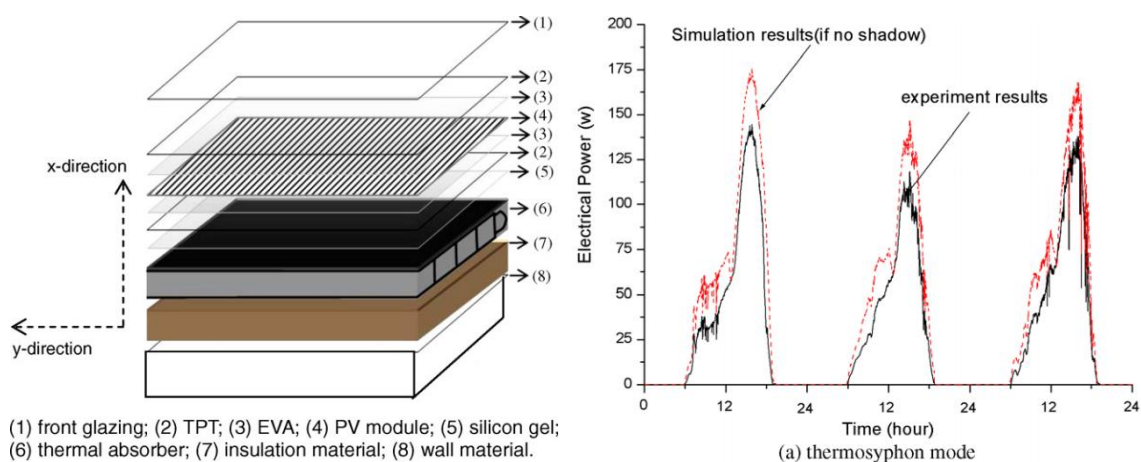 (1)
(2)
(3)
(4)
(3)
(2)
(5)
(6)
(7)
(8)
x-direction
y-direction
(1) front glazing; (2) TPT; (3) EVA; (4) PV module; (5) silicon gel;
(6) thermal absorber; (7) insulation material; (8) wall material.
200
175
150
125
100
75
50
25
0
Electrical Power (w)
Simulation results(if no shadow)
experiment results
0 12 24 12 24 12 24
Time (hour)
(a) thermosyphon mode